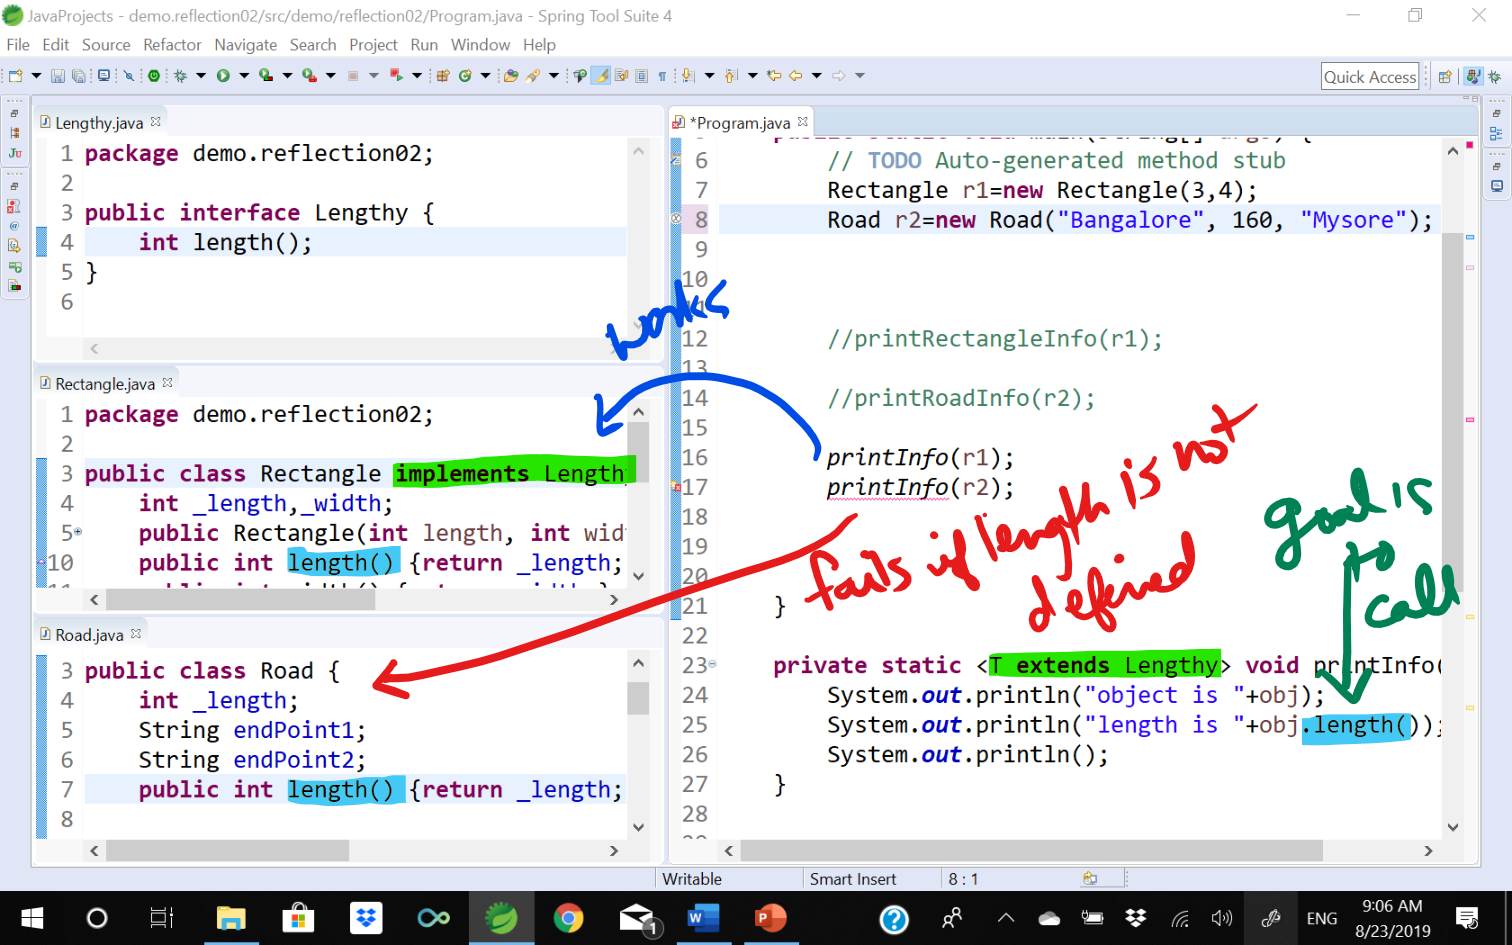 JavaProjects - demo.reflection02/src/demo/reflection02/Program.java - Spring Tool Suite 4
File Edit Source Refactor Navigate Search Project Run Window Help
Quick Access
Lengthy.java
1 package demo.reflection02;
2
3 public interface Lengthy {
4 int length();
5 }
6
Rectangle.java
1 package demo.reflection02;
2
3 public class Rectangle implements Length
4 int _length,_width;
5 public Rectangle(int length, int wid
10 public int length() {return _length;
Road.java
3 public class Road {
4 int _length;
5 String endPoint1;
6 String endPoint2;
7 public int length() {return _length;
8
*Program.java
6 // TODO Auto-generated method stub
7 Rectangle r1=new Rectangle(3,4);
8 Road r2=new Road("Bangalore", 160, "Mysore");
9
10
11
12 //printRectangleInfo(r1);
13
14 //printRoadInfo(r2);
15
16 printInfo(r1);
17 printInfo(r2);
18
19
20
21 }
22
23 private static <T extends Lengthy> void printInfo(
24 System.out.println("object is "+obj);
25 System.out.println("length is "+obj.length());
26 System.out.println();
27 }
28
works
fails if length is not
defined
goal is
to
call
Writable Smart Insert 8 : 1
1
ENG
9:06 AM
8/23/2019